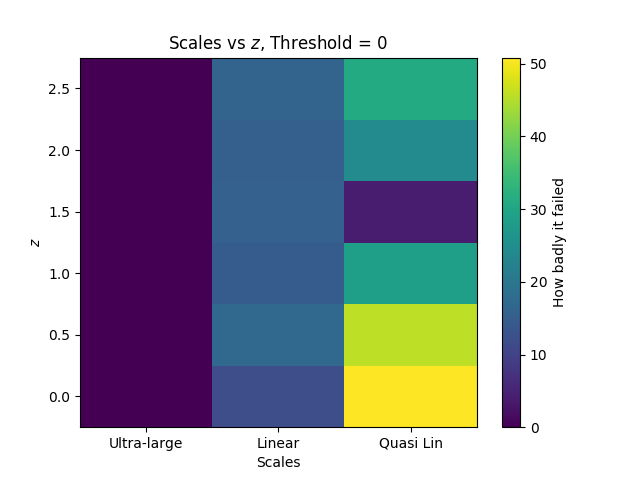 Scales vs z, Threshold = 0
z
2.5
2.0
1.5
1.0
0.5
0.0
Ultra-large
Linear
Quasi Lin
Scales
50
40
30
20
10
0
How badly it failed